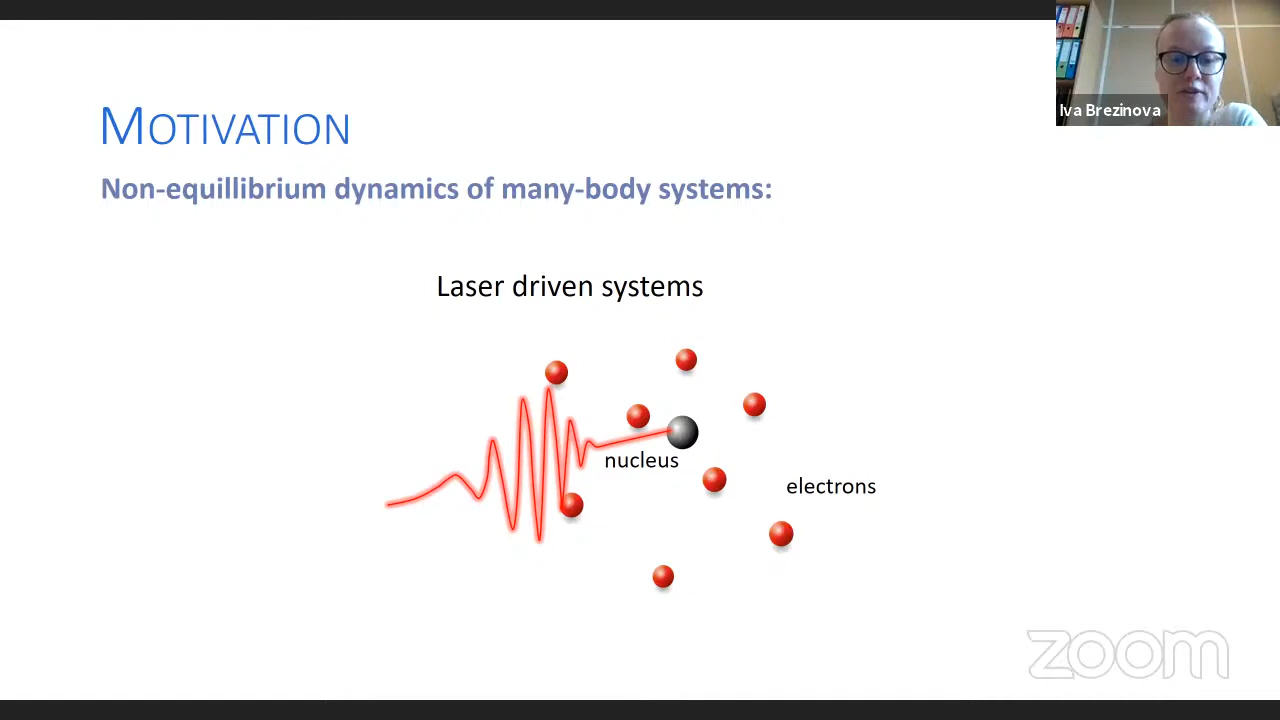 Iva Brezinova
MOTIVATION
Non-equillibrium dynamics of many-body systems:
Laser driven systems
nucleus
electrons
zoom